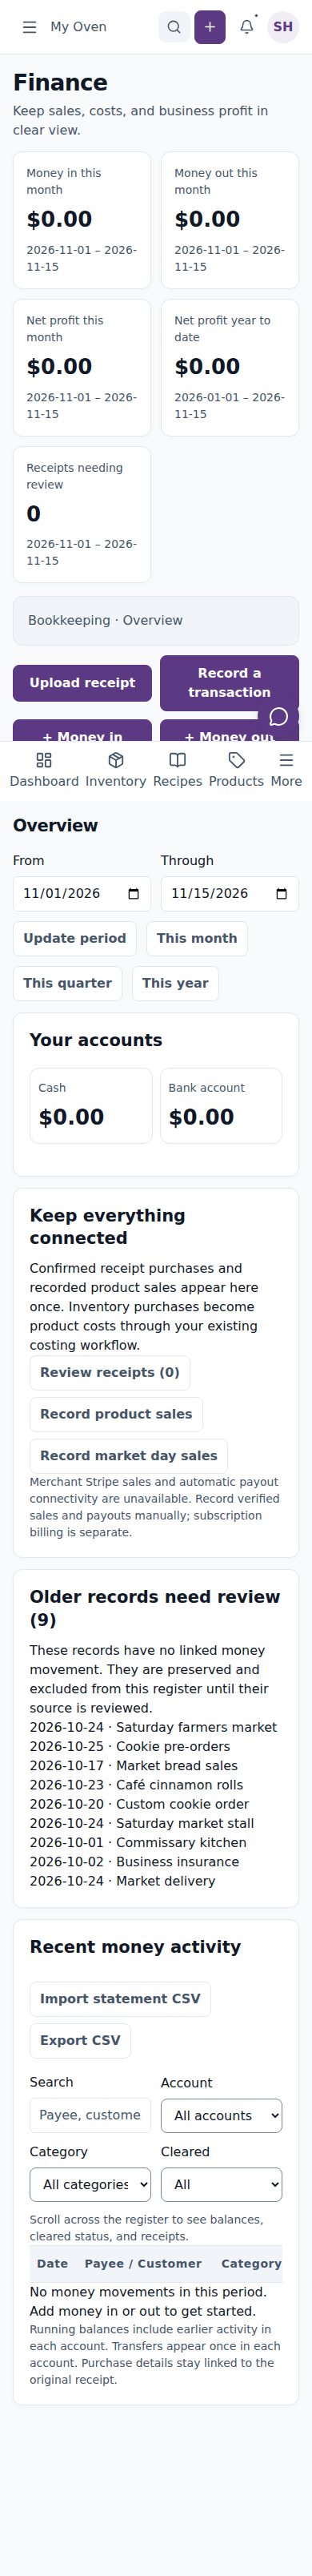 My Oven
SH
Finance
Keep sales, costs, and business profit in
clear view.
Money in this
month
$0.00
2026-11-01 – 2026-
11-15
Money out this
month
$0.00
2026-11-01 – 2026-
11-15
Net profit this
month
$0.00
2026-11-01 – 2026-
11-15
Net profit year to
date
$0.00
2026-01-01 – 2026-
11-15
Receipts needing
review
0
2026-11-01 – 2026-
11-15
Bookkeeping · Overview
Upload receipt
Record a
transaction
+ Money in
+ Money out
Dashboard
Inventory
Recipes
Products
More
Overview
From
Through
11/01/2026
11/15/2026
Update period
This month
This quarter
This year
Your accounts
Cash
$0.00
Bank account
$0.00
Keep everything
connected
Confirmed receipt purchases and
recorded product sales appear here
once. Inventory purchases become
product costs through your existing
costing workflow.
Review receipts (0)
Record product sales
Record market day sales
Merchant Stripe sales and automatic payout
connectivity are unavailable. Record verified
sales and payouts manually; subscription
billing is separate.
Older records need review
(9)
These records have no linked money
movement. They are preserved and
excluded from this register until their
source is reviewed.
2026-10-24 · Saturday farmers market
2026-10-25 · Cookie pre-orders
2026-10-17 · Market bread sales
2026-10-23 · Café cinnamon rolls
2026-10-20 · Custom cookie order
2026-10-24 · Saturday market stall
2026-10-01 · Commissary kitchen
2026-10-02 · Business insurance
2026-10-24 · Market delivery
Recent money activity
Import statement CSV
Export CSV
Search
Account
Payee, custome
All accounts
Category
Cleared
All categories
All
Scroll across the register to see balances,
cleared status, and receipts.
Date
Payee / Customer
Category
No money movements in this period.
Add money in or out to get started.
Running balances include earlier activity in
each account. Transfers appear once in each
account. Purchase details stay linked to the
original receipt.